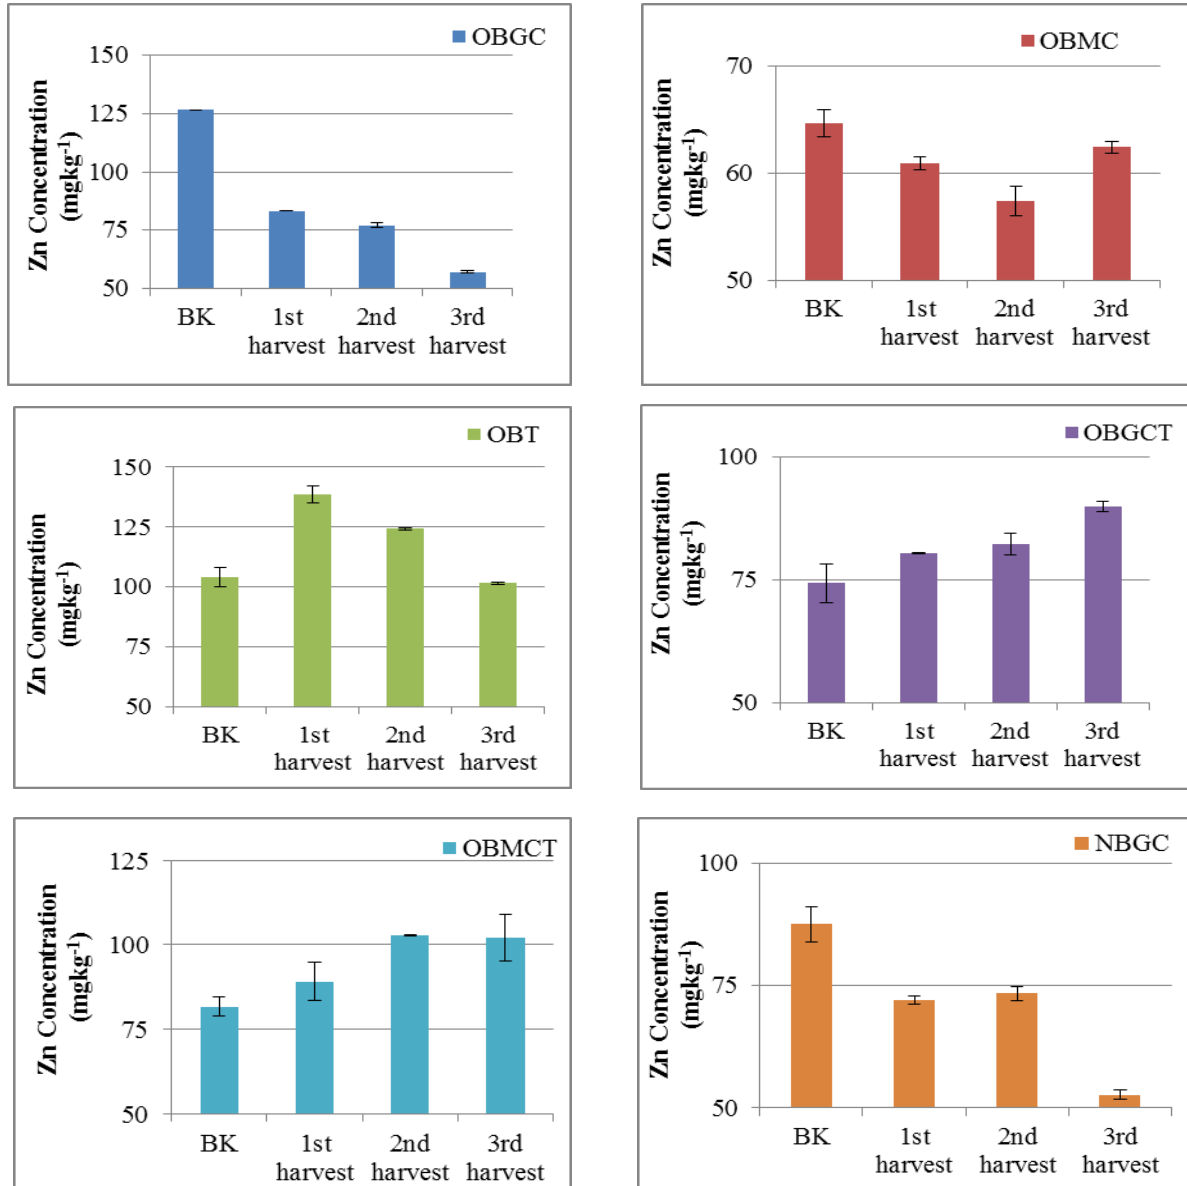 OBGC
Zn Concentration
(mgkg-1)
150
125
100
75
50
BK
1st
harvest
2nd
harvest
3rd
harvest
OBMC
Zn Concentration
(mgkg-1)
70
60
50
BK
1st
harvest
2nd
harvest
3rd
harvest
OBT
Zn Concentration
(mgkg-1)
150
125
100
75
50
BK
1st
harvest
2nd
harvest
3rd
harvest
OBGCT
Zn Concentration
(mgkg-1)
100
75
50
BK
1st
harvest
2nd
harvest
3rd
harvest
OBMCT
Zn Concentration
(mgkg-1)
125
100
75
50
BK
1st
harvest
2nd
harvest
3rd
harvest
NBGC
Zn Concentration
(mgkg-1)
100
75
50
BK
1st
harvest
2nd
harvest
3rd
harvest